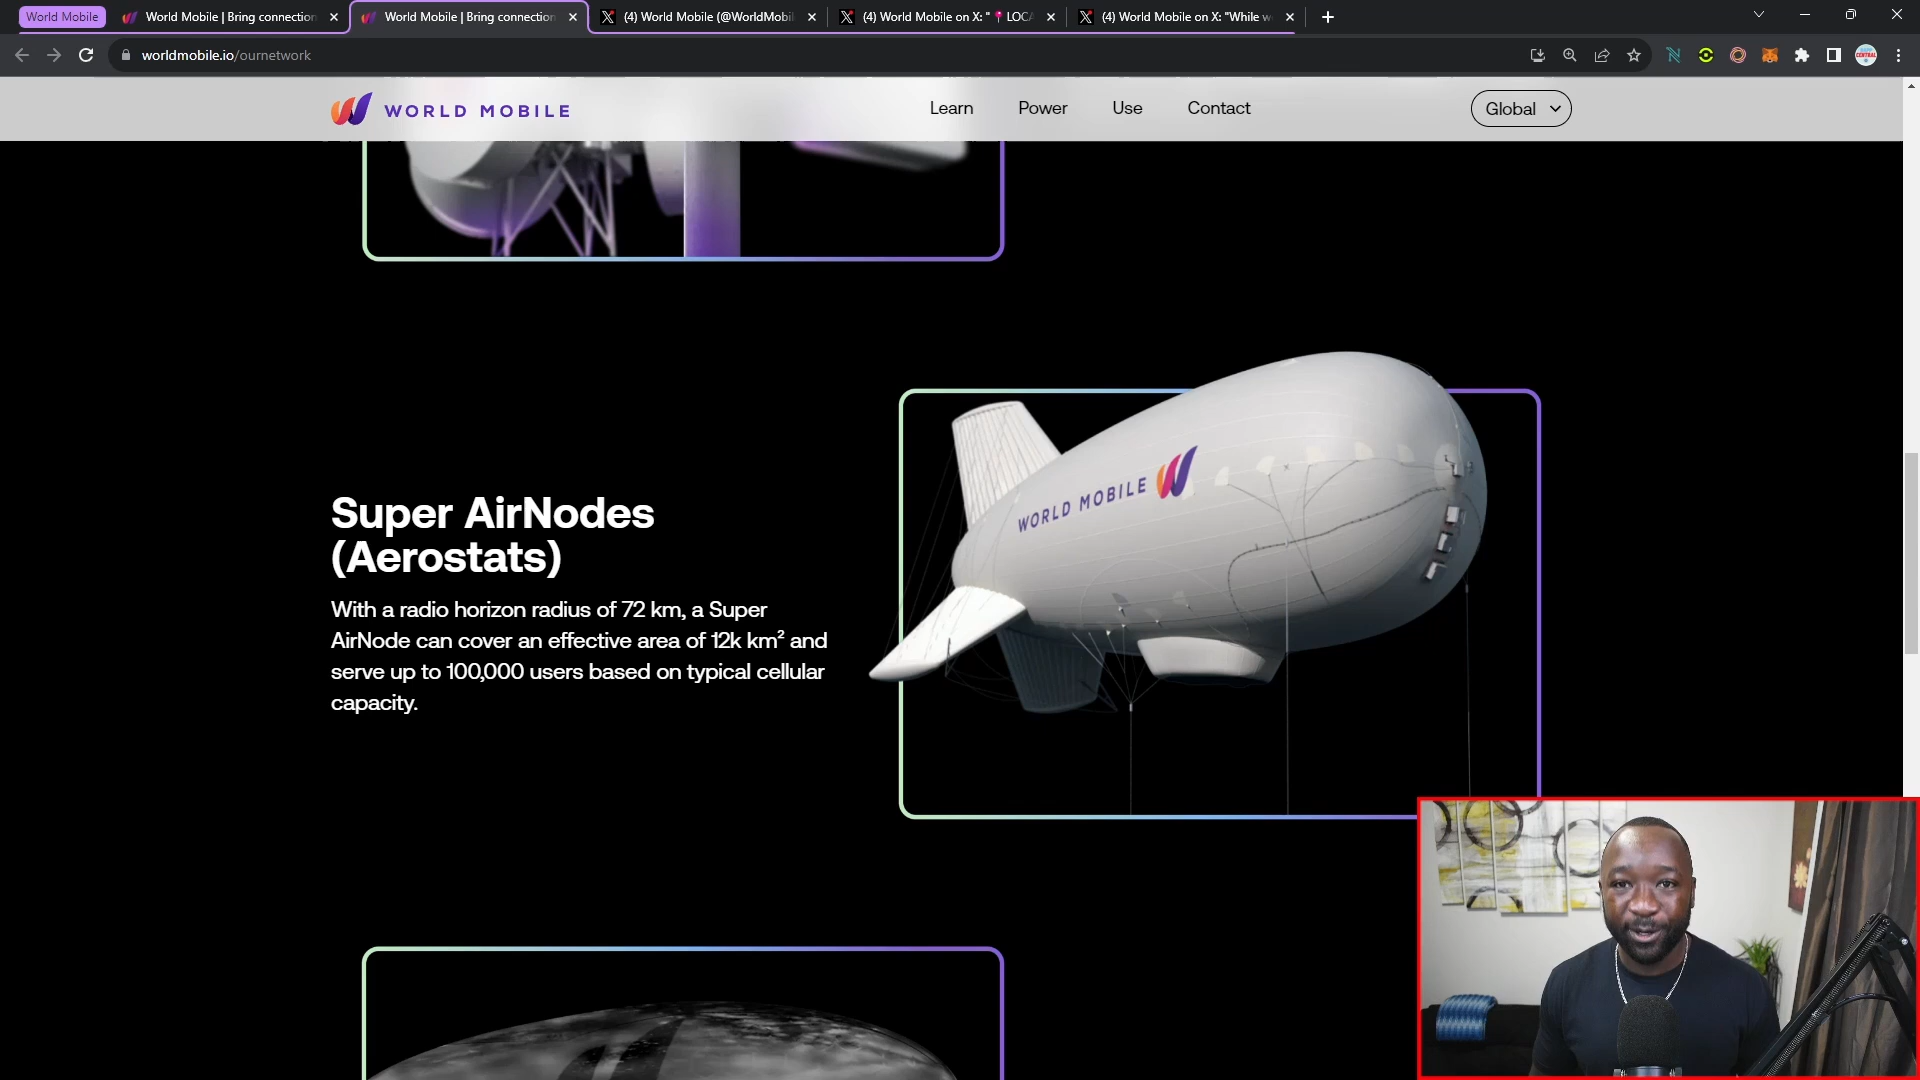 World Mobile
World Mobile | Bring connection
World Mobile | Bring connection
(4) World Mobile (@WorldMobil
(4) World Mobile on X: "📍LOCA
(4) World Mobile on X: "While w
worldmobile.io/ournetwork
WORLD MOBILE
Learn
Power
Use
Contact
Global
WORLD MOBILE
Super AirNodes
(Aerostats)
With a radio horizon radius of 72 km, a Super
AirNode can cover an effective area of 12k km² and
serve up to 100,000 users based on typical cellular
capacity.